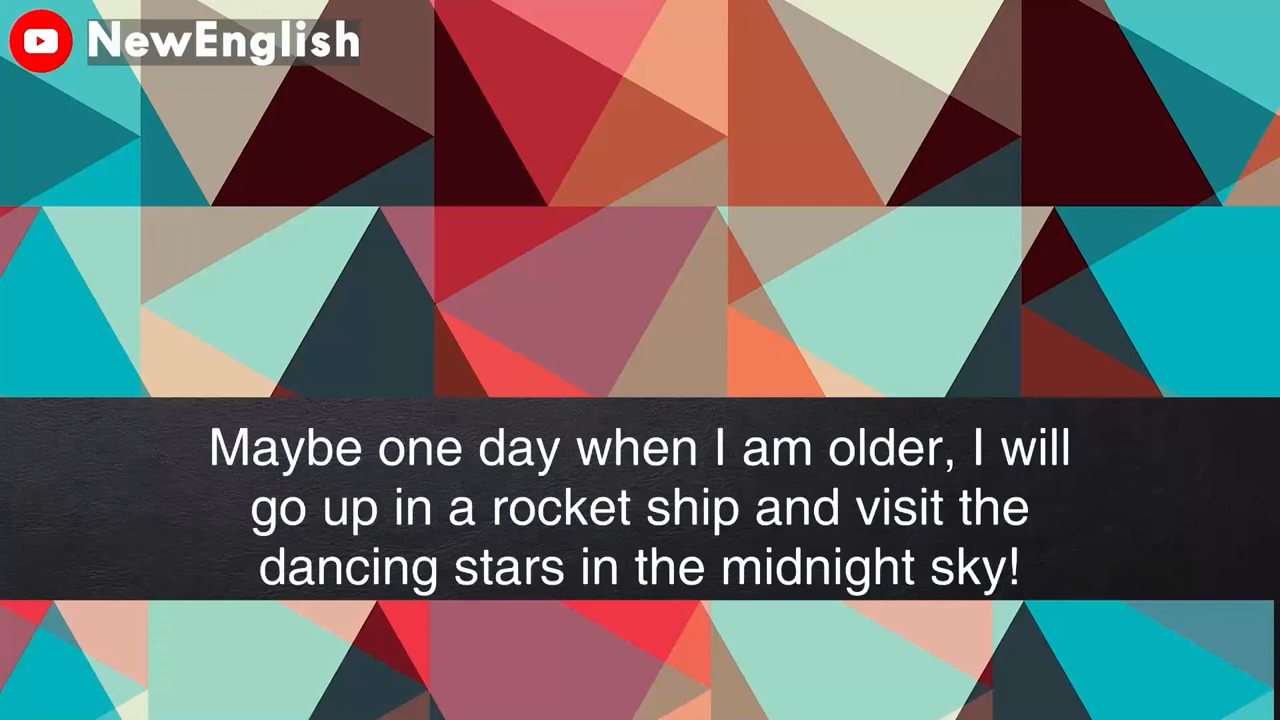 NewEnglish
Maybe one day when I am older, I will
go up in a rocket ship and visit the
dancing stars in the midnight sky!